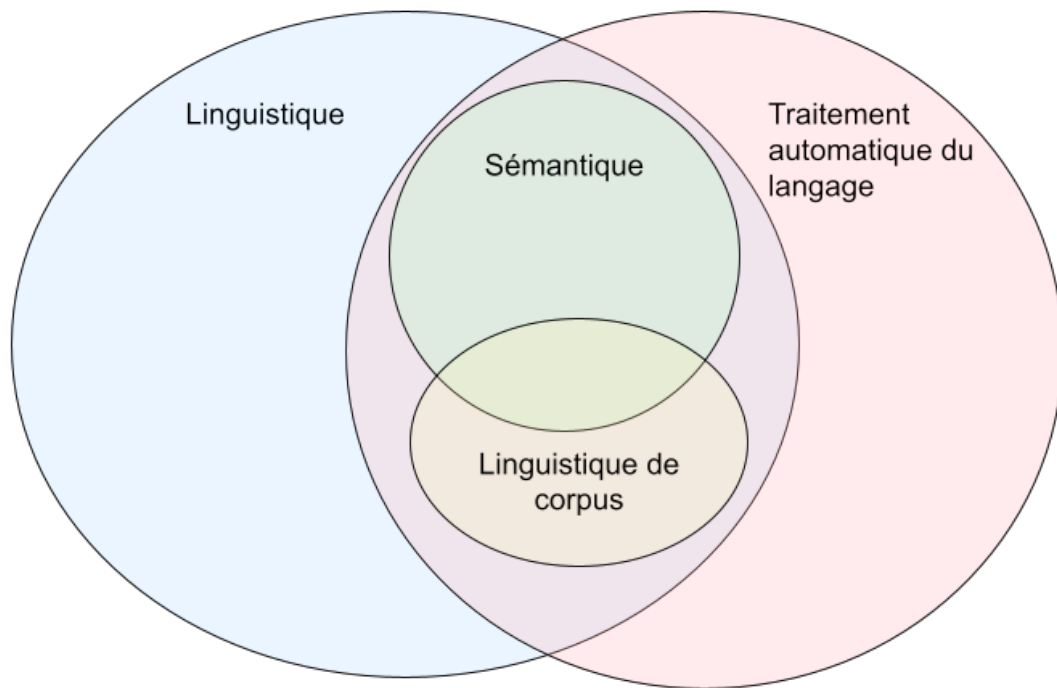 Linguistique
Traitement
automatique du
langage
Sémantique
Linguistique de
corpus